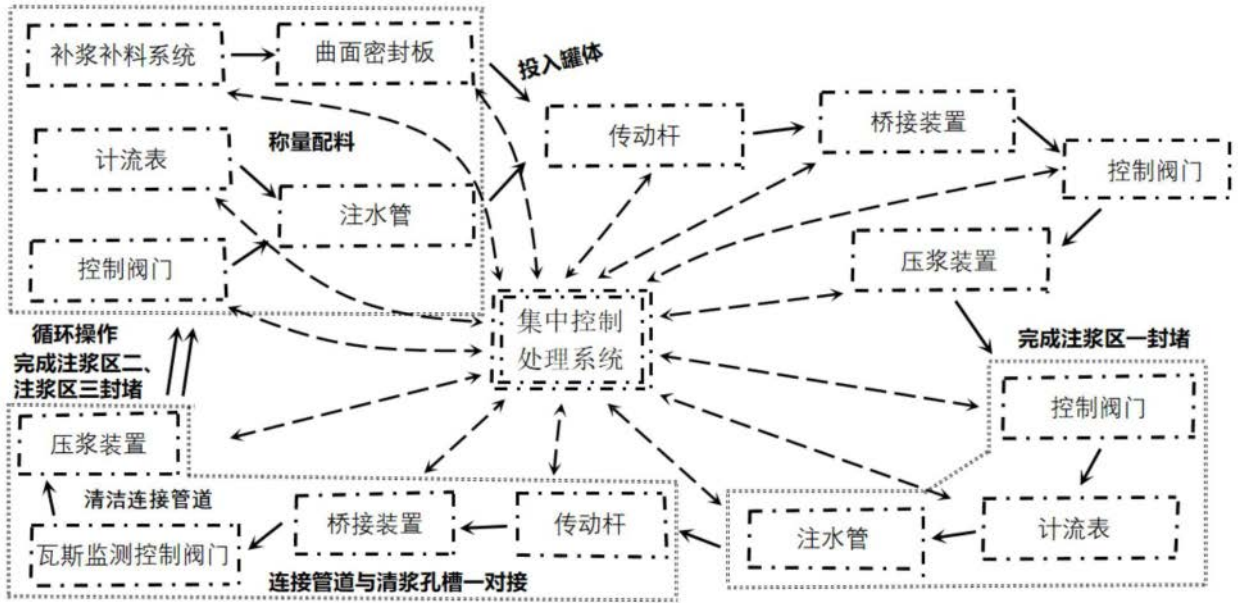 补浆补料系统
曲面密封板
投入罐体
称量配料
计流表
注水管
控制阀门
传动杆
桥接装置
控制阀门
压浆装置
集中控制
处理系统
循环操作
完成注浆区二、
注浆区三封堵
完成注浆区一封堵
控制阀门
计流表
注水管
传动杆
桥接装置
瓦斯监测控制阀门
压浆装置
清洁连接管道
连接管道与清浆孔槽一对接